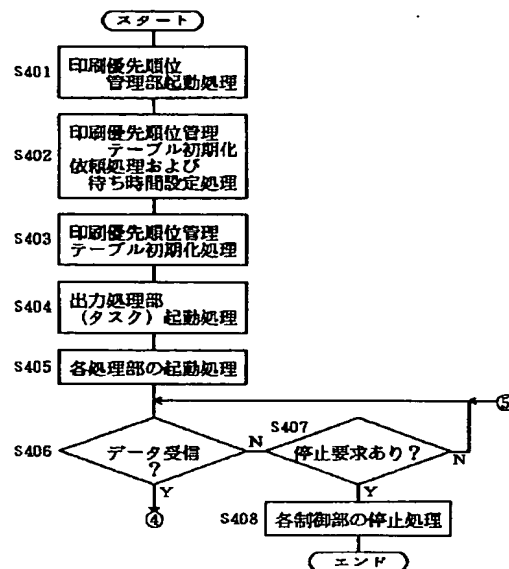 スタート
S401
印刷優先順位
管理部起動処理
S402
印刷優先順位管理
テーブル初期化
依頼処理および
待ち時間設定処理
S403
印刷優先順位管理
テーブル初期化処理
S404
出力処理部
(タスク)起動処理
S405
各処理部の起動処理
⑤
S406
データ受信
?
N
Y
④
S407
停止要求あり?
N
Y
S408
各制御部の停止処理
エンド